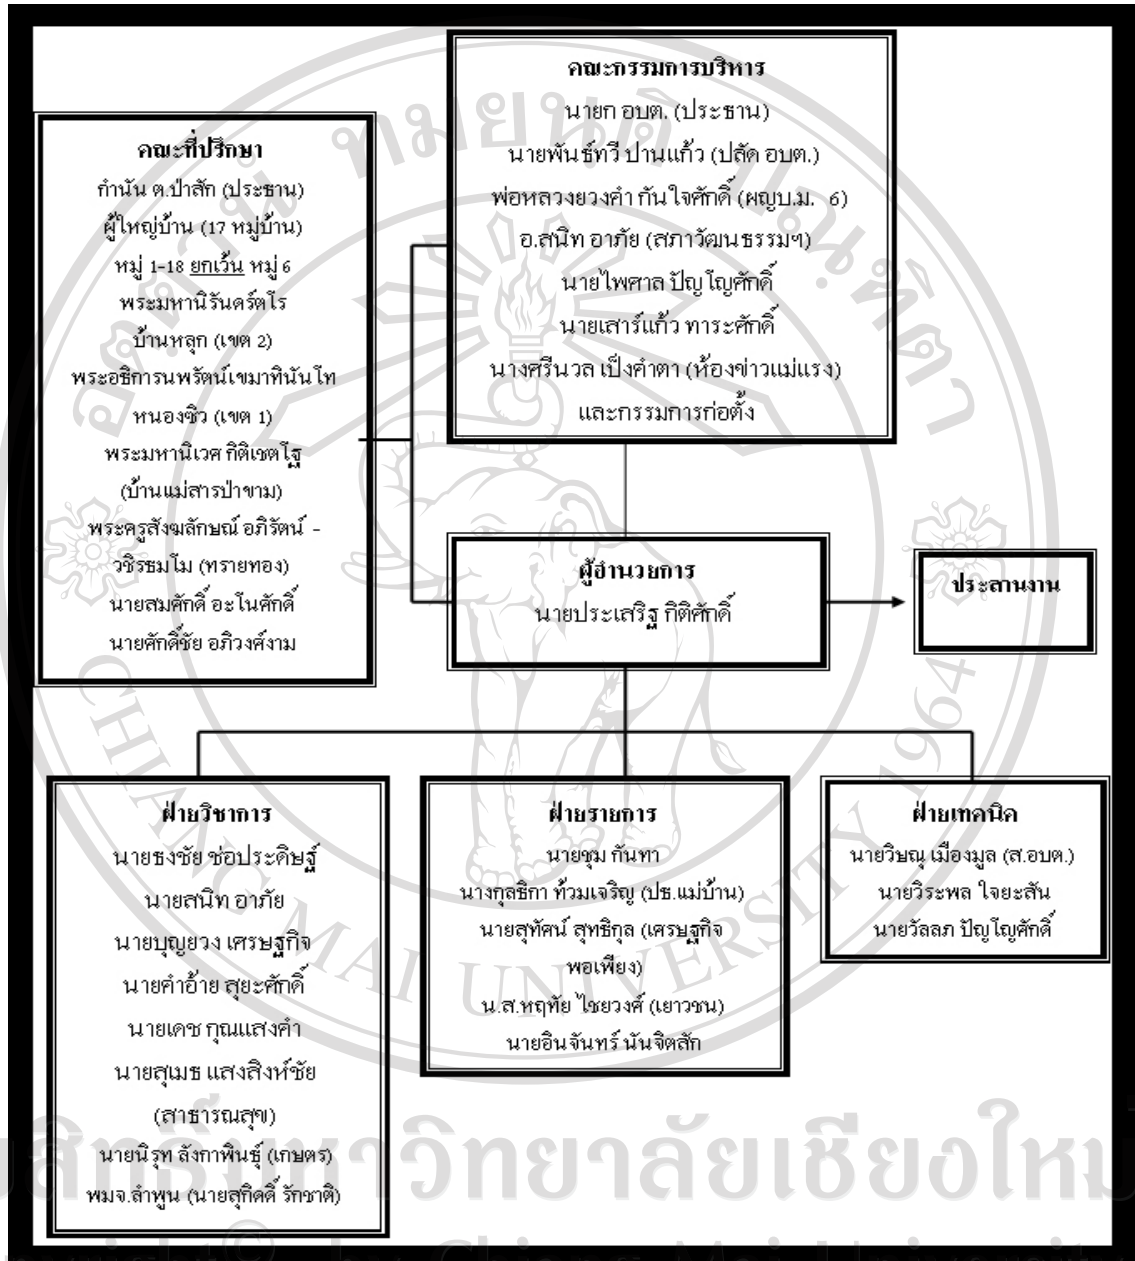 คณะกรรมการบริหาร
นายก อบต. (ประธาน)
นายพันธ์ทวี ปานแก้ว (ปลัด อบต.)
พ่อหลวงยวงคำ กันใจศักดิ์ (ผญบ.ม. 6)
อ.สนิท อาภัย (สภาวัฒนธรรมฯ)
นายไพศาล ปัญโญศักดิ์
นายเสาร์แก้ว ทาระศักดิ์
นางศรีนวล เป็งคำตา (ห้องข่าวแม่แรง)
และกรรมการก่อตั้ง
คณะที่ปรึกษา
กำนัน ต.ป่าสัก (ประธาน)
ผู้ใหญ่บ้าน (17 หมู่บ้าน)
หมู่ 1-18 ยกเว้น หมู่ 6
พระมหานิรันดร์ตโร
บ้านหลุก (เขต 2)
พระอธิการนพรัตน์เขมาทินันโท
หนองซิว (เขต 1)
พระมหานิเวศ กิติเชตโฐ
(บ้านแม่สารป่าขาม)
พระครูสังฆลักษณ์ อภิรัตน์ -
วชิรธมโม (ทรายทอง)
นายสมศักดิ์ อะโนศักดิ์
นายศักดิ์ชัย อภิวงศ์งาม
ผู้อำนวยการ
นายประเสริฐ กิติศักดิ์
ประสานงาน
ฝ่ายวิชาการ
นายธงชัย ช่อประดิษฐ์
นายสนิท อาภัย
นายบุญยวง เศรษฐกิจ
นายคำอ้าย สุยะศักดิ์
นายเดช กุณแสงคำ
นายสุเมธ แสงสิงห์ชัย
(สาธารณสุข)
นายนิรุท ลังกาพินธุ์ (เกษตร)
พมจ.ลำพูน (นายสุกิตดิ์ รักชาติ)
ฝ่ายรายการ
นายชุม กันทา
นางกุลธิกา ท้วมเจริญ (ปธ.แม่บ้าน)
นายสุทัศน์ สุทธิกุล (เศรษฐกิจ
พอเพียง)
น.ส.หฤทัย ไชยวงศ์ (เยาวชน)
นายอินจันทร์ นันจิตสัก
ฝ่ายเทคนิค
นายวิษณุ เมืองมูล (ส.อบต.)
นายวิระพล ใจยะสัน
นายวัลลภ ปัญโญศักดิ์
CHIANG MAI UNIVERSITY 1964
สิทธิ์มหาวิทยาลัยเชียงใหม่